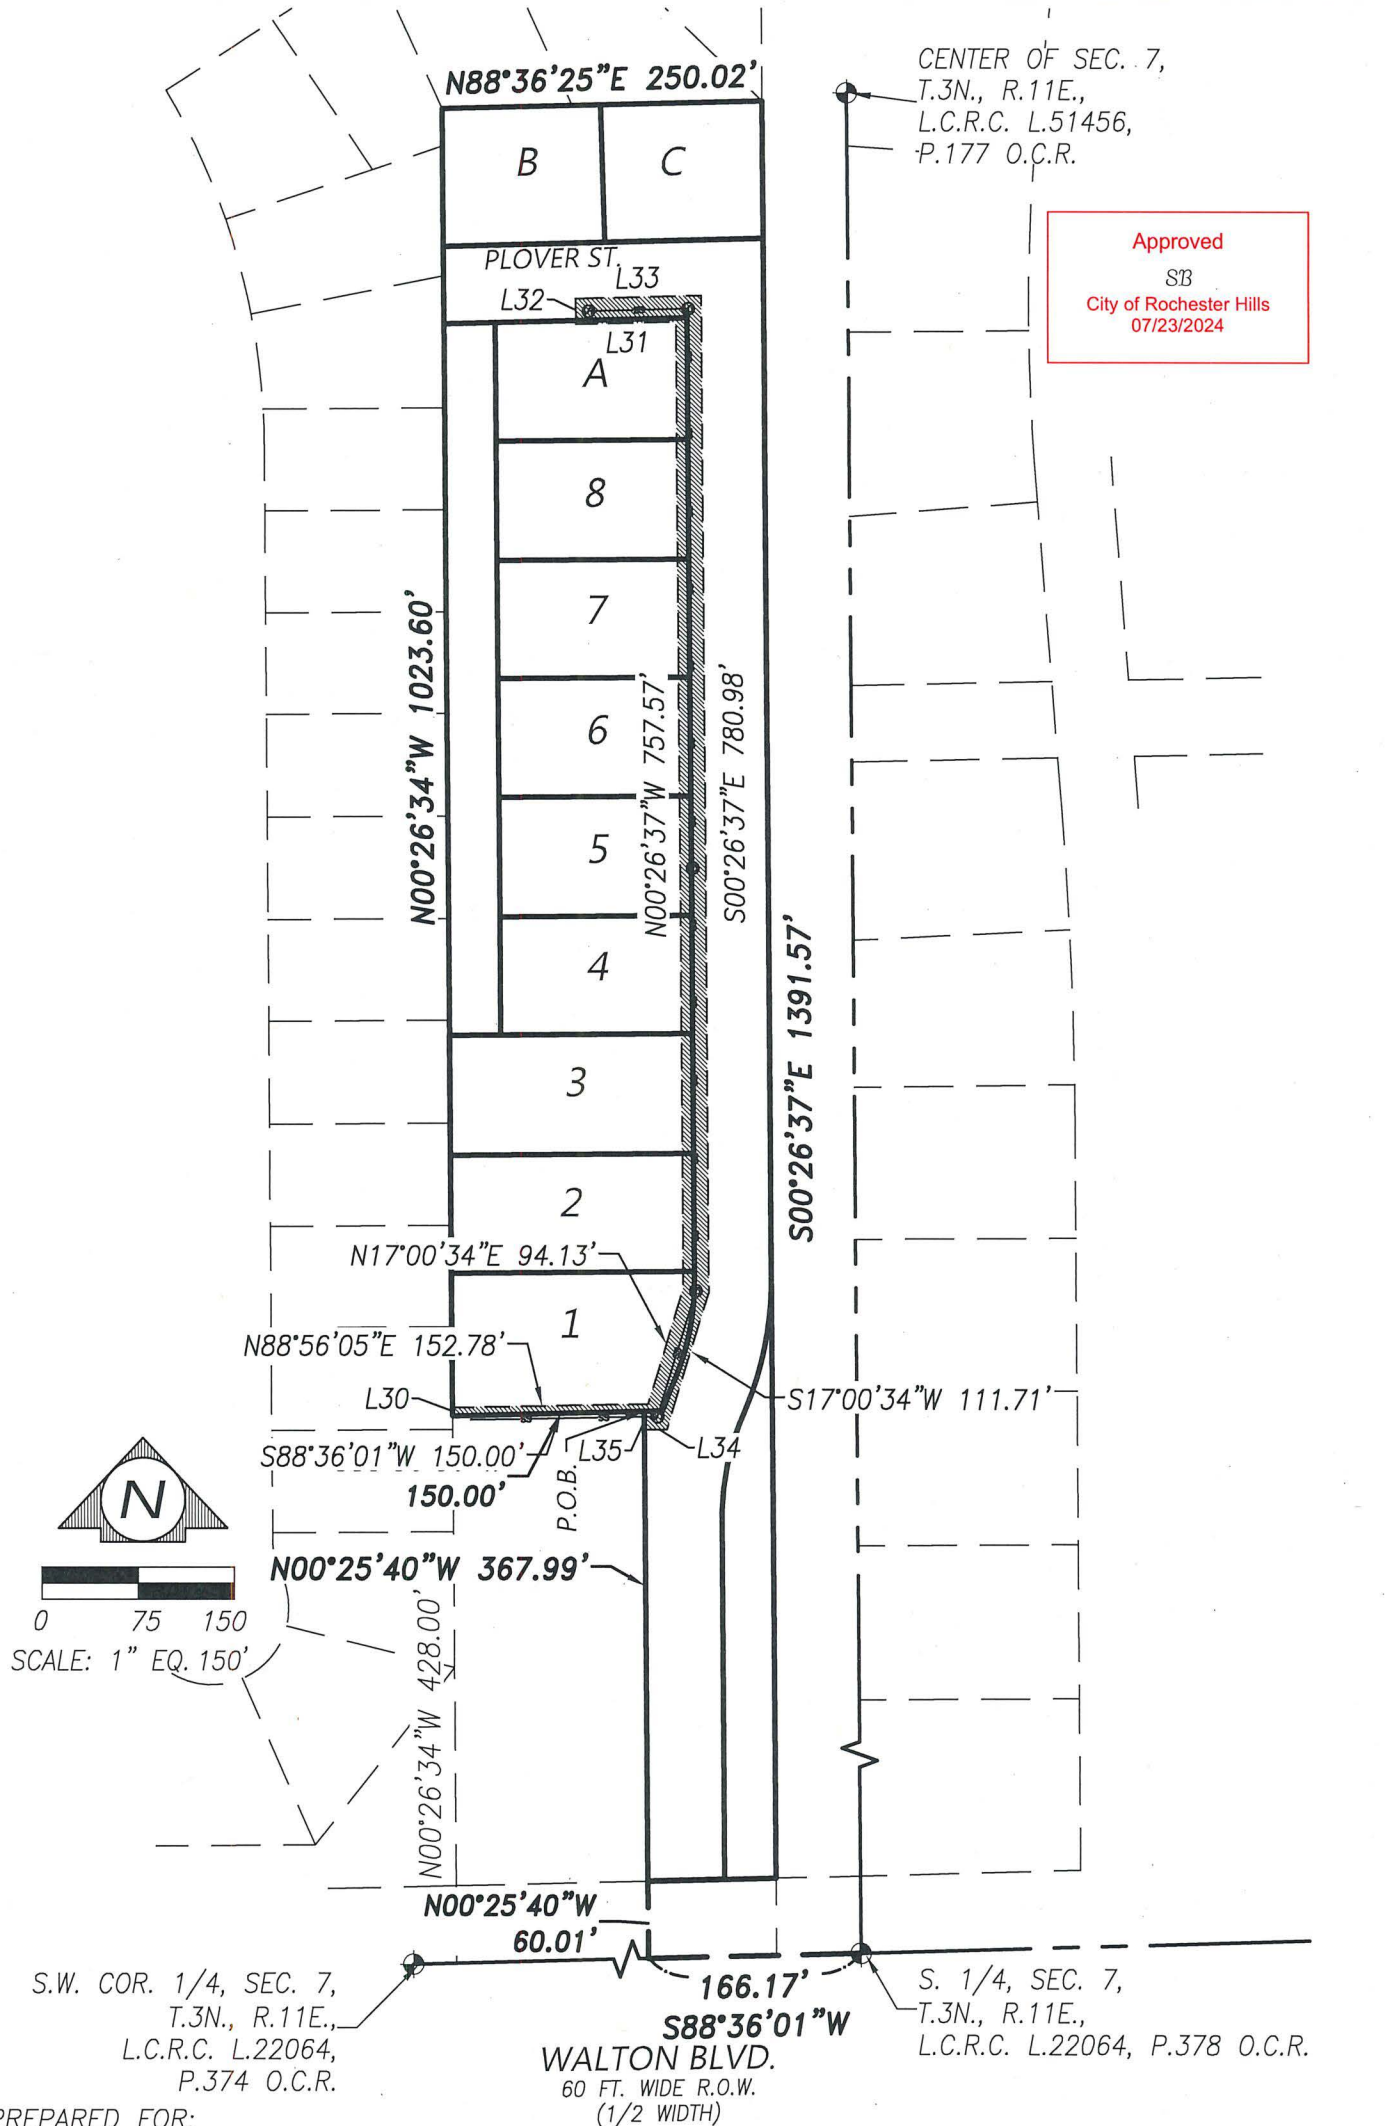 N88°36'25"E 250.02'
CENTER OF SEC. 7,
T.3N., R.11E.,
L.C.R.C. L.51456,
P.177 O.C.R.
B
C
Approved
SB
City of Rochester Hills
07/23/2024
PLOVER ST.
L33
L32
L31
A
8
7
6
5
4
3
2
1
N00°26'34"W 1023.60'
N00°26'37"W 757.57'
S00°26'37"E 780.98'
S00°26'37"E 1391.57'
N17°00'34"E 94.13'
N88°56'05"E 152.78'
L30
S17°00'34"W 111.71'
S88°36'01"W 150.00'
L35
L34
150.00'
P.O.B.
N
N00°25'40"W 367.99'
0 75 150
SCALE: 1" EQ. 150'
N00°26'34"W 428.00'
N00°25'40"W
60.01'
166.17'
S88°36'01"W
S.W. COR. 1/4, SEC. 7,
T.3N., R.11E.,
L.C.R.C. L.22064,
P.374 O.C.R.
S. 1/4, SEC. 7,
T.3N., R.11E.,
L.C.R.C. L.22064, P.378 O.C.R.
WALTON BLVD.
60 FT. WIDE R.O.W.
(1/2 WIDTH)
PREPARED FOR: